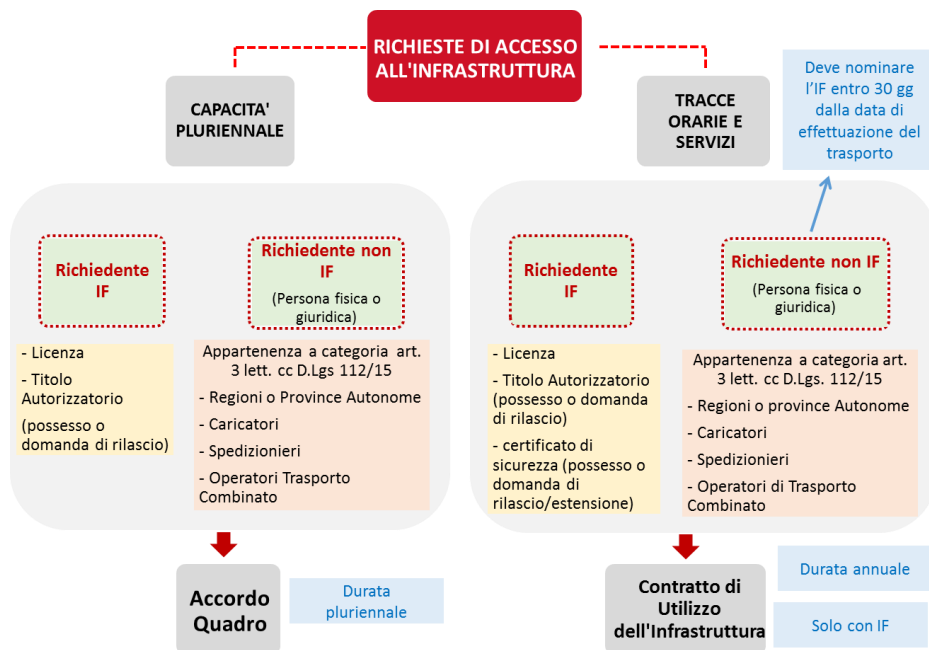 RICHIESTE DI ACCESSO
ALL'INFRASTRUTTURA
CAPACITA'
PLURIENNALE
TRACCE
ORARIE E
SERVIZI
Deve nominare
l'IF entro 30 gg
dalla data di
effettuazione del
trasporto
Richiedente
IF
Richiedente non
IF
(Persona fisica o
giuridica)
- Licenza
- Titolo
Autorizzatorio
(possesso o
domanda di rilascio)
Appartenenza a categoria art.
3 lett. cc D.Lgs 112/15
- Regioni o Province Autonome
- Caricatori
- Spedizionieri
- Operatori Trasporto
Combinato
Richiedente
IF
Richiedente non IF
(Persona fisica o
giuridica)
- Licenza
- Titolo Autorizzatorio
(possesso o domanda
di rilascio)
- certificato di
sicurezza (possesso o
domanda di
rilascio/estensione)
Appartenenza a categoria art.
3 lett. cc D.Lgs. 112/15
- Regioni o province Autonome
- Caricatori
- Spedizionieri
- Operatori di Trasporto
Combinato
Accordo
Quadro
Durata
pluriennale
Contratto di
Utilizzo
dell'Infrastruttura
Durata annuale
Solo con IF